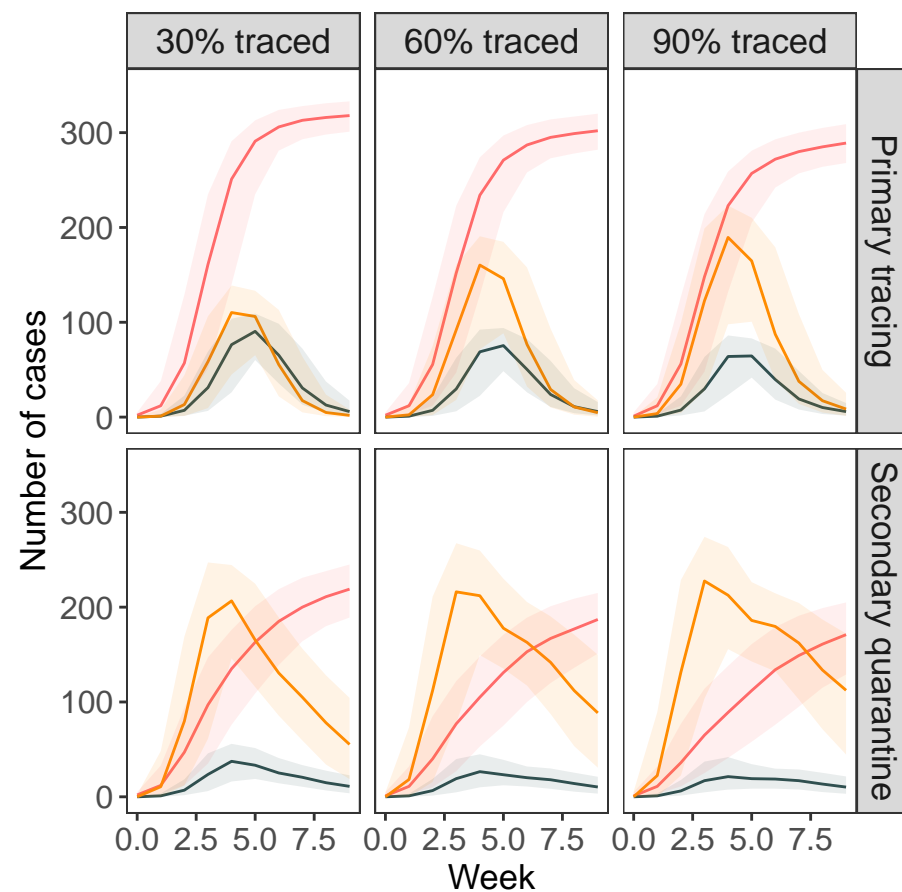 30% traced
60% traced
90% traced
Number of cases
300
200
100
0
Primary tracing
300
200
100
0
Secondary quarantine
0.0 2.5 5.0 7.5
0.0 2.5 5.0 7.5
0.0 2.5 5.0 7.5
Week